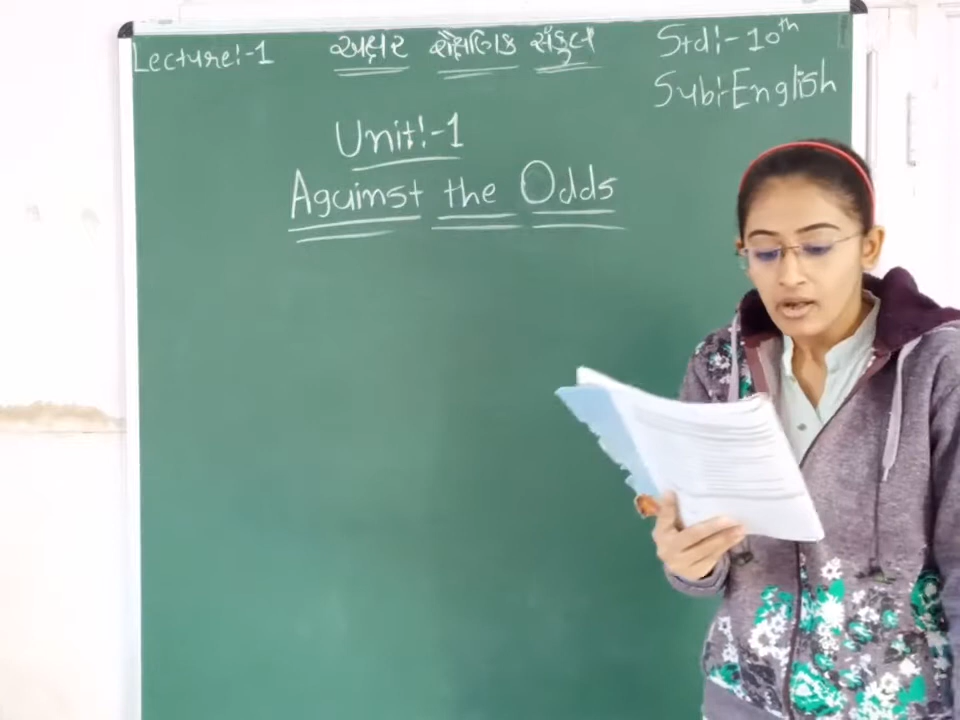 Lecture:-1
અક્ષર શૈક્ષણિક સંકુલ
Std:-10th
Sub:-English
Unit:-1
Against the Odds